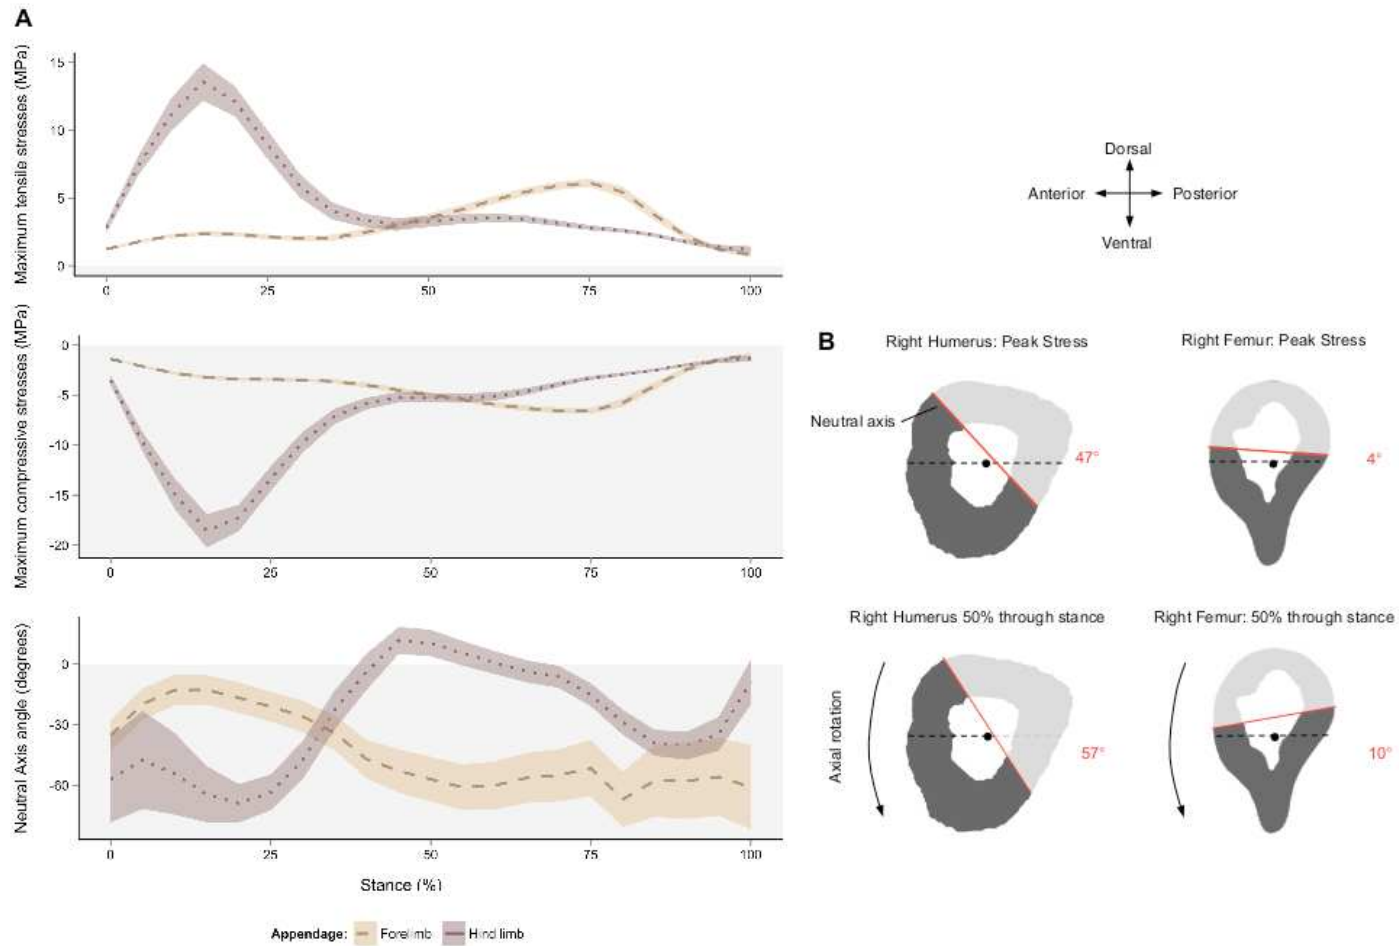 A
Maximum tensile stresses (MPa)
15
10
5
0
0 25 50 75 100
Maximum compressive stresses (MPa)
0
-5
-10
-15
-20
0 25 50 75 100
Neutral Axis angle (degrees)
0
-30
-60
0 25 50 75 100
Stance (%)
Appendage: Forelimb Hind limb
Dorsal
Anterior Posterior
Ventral
B
Right Humerus: Peak Stress
Right Femur: Peak Stress
Neutral axis
47°
4°
Right Humerus 50% through stance
Right Femur: 50% through stance
Axial rotation
57°
10°